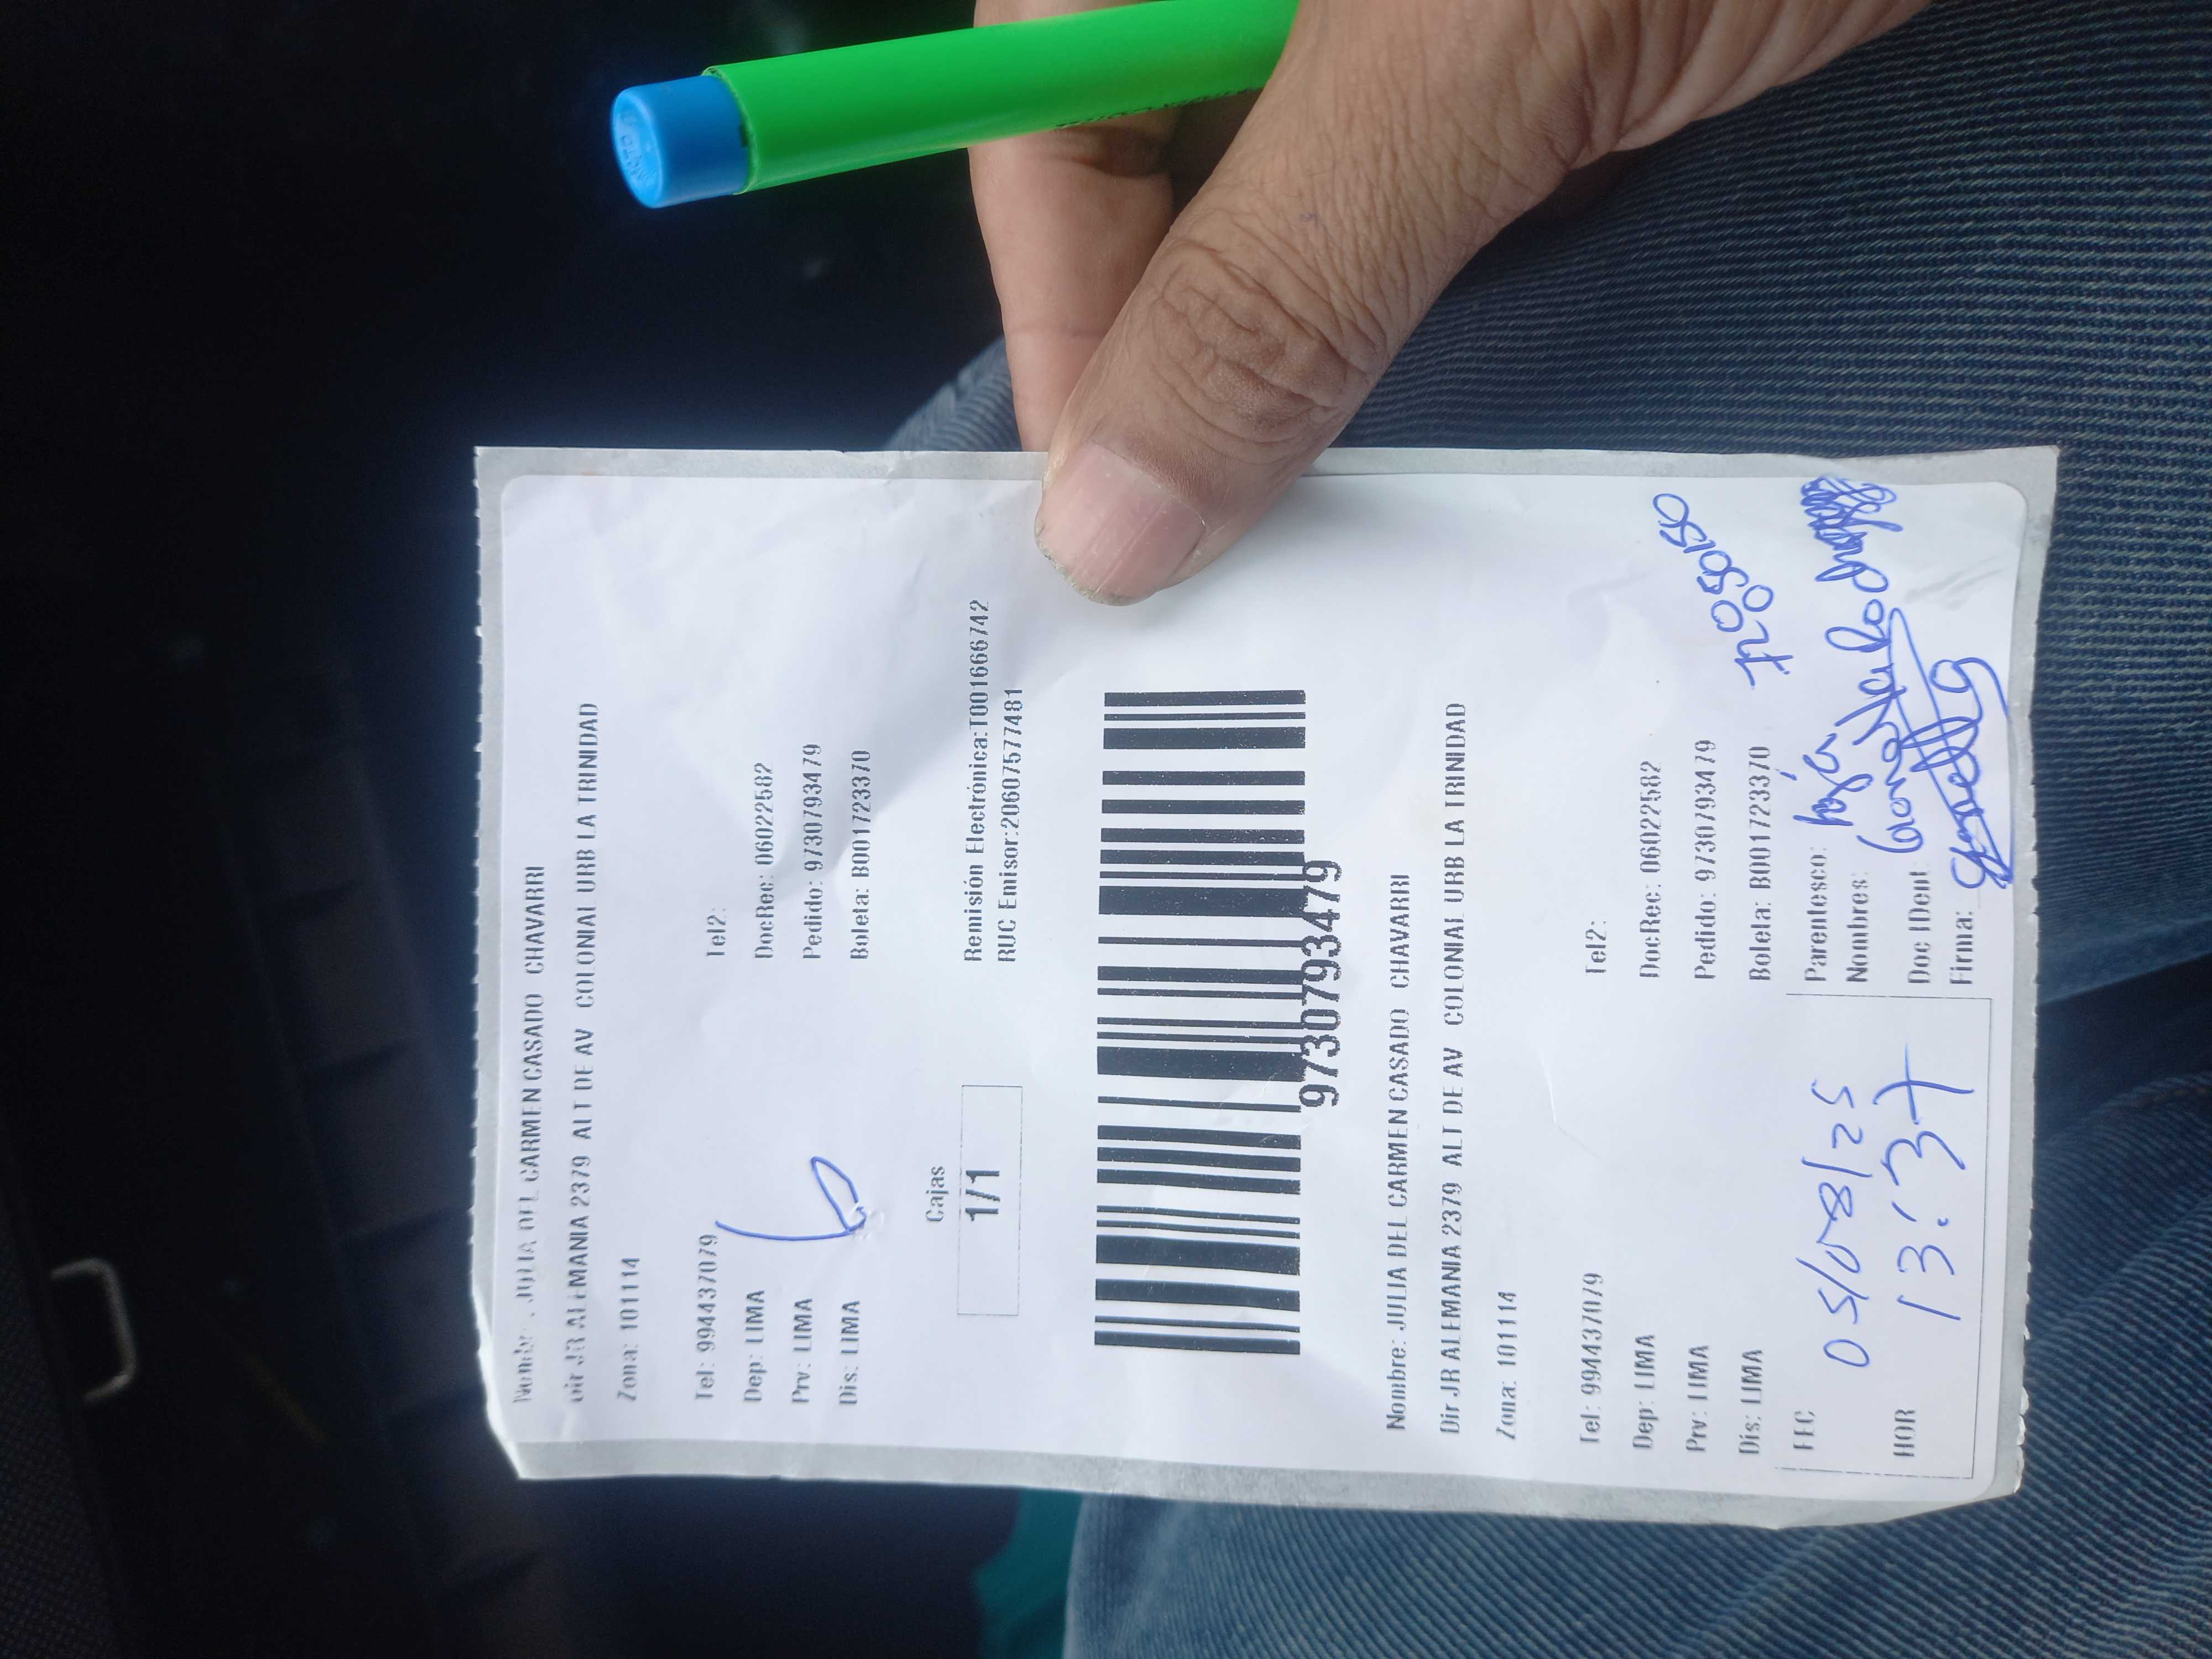 Nombre: JULIA DEL CARMEN CASADO CHAVARRI
Dir JR ALEMANIA 2379 ALT DE AV COLONIAL URB LA TRINIDAD
Zona: 101114
Tel: 994437079 Tel2:
Dep: LIMA DocRec: 06022582
Prv: LIMA Pedido: 9730793479
Dis: LIMA Boleta: B001723370
6
Cajas
1/1
Remisión Electrónica:T001666742
RUC Emisor:20607577481
9730793479
Nombre: JULIA DEL CARMEN CASADO CHAVARRI
Dir JR ALEMANIA 2379 ALT DE AV COLONIAL URB LA TRINIDAD
Zona: 101114
Tel: 994437079 Tel2:
Dep: LIMA DocRec: 06022582
Prv: LIMA Pedido: 9730793479
Dis: LIMA Boleta: B001723370
FEC 05/08/25
HOR 13:37
Parentesco: hija
Nombres:
Doc IDent:
Firma: